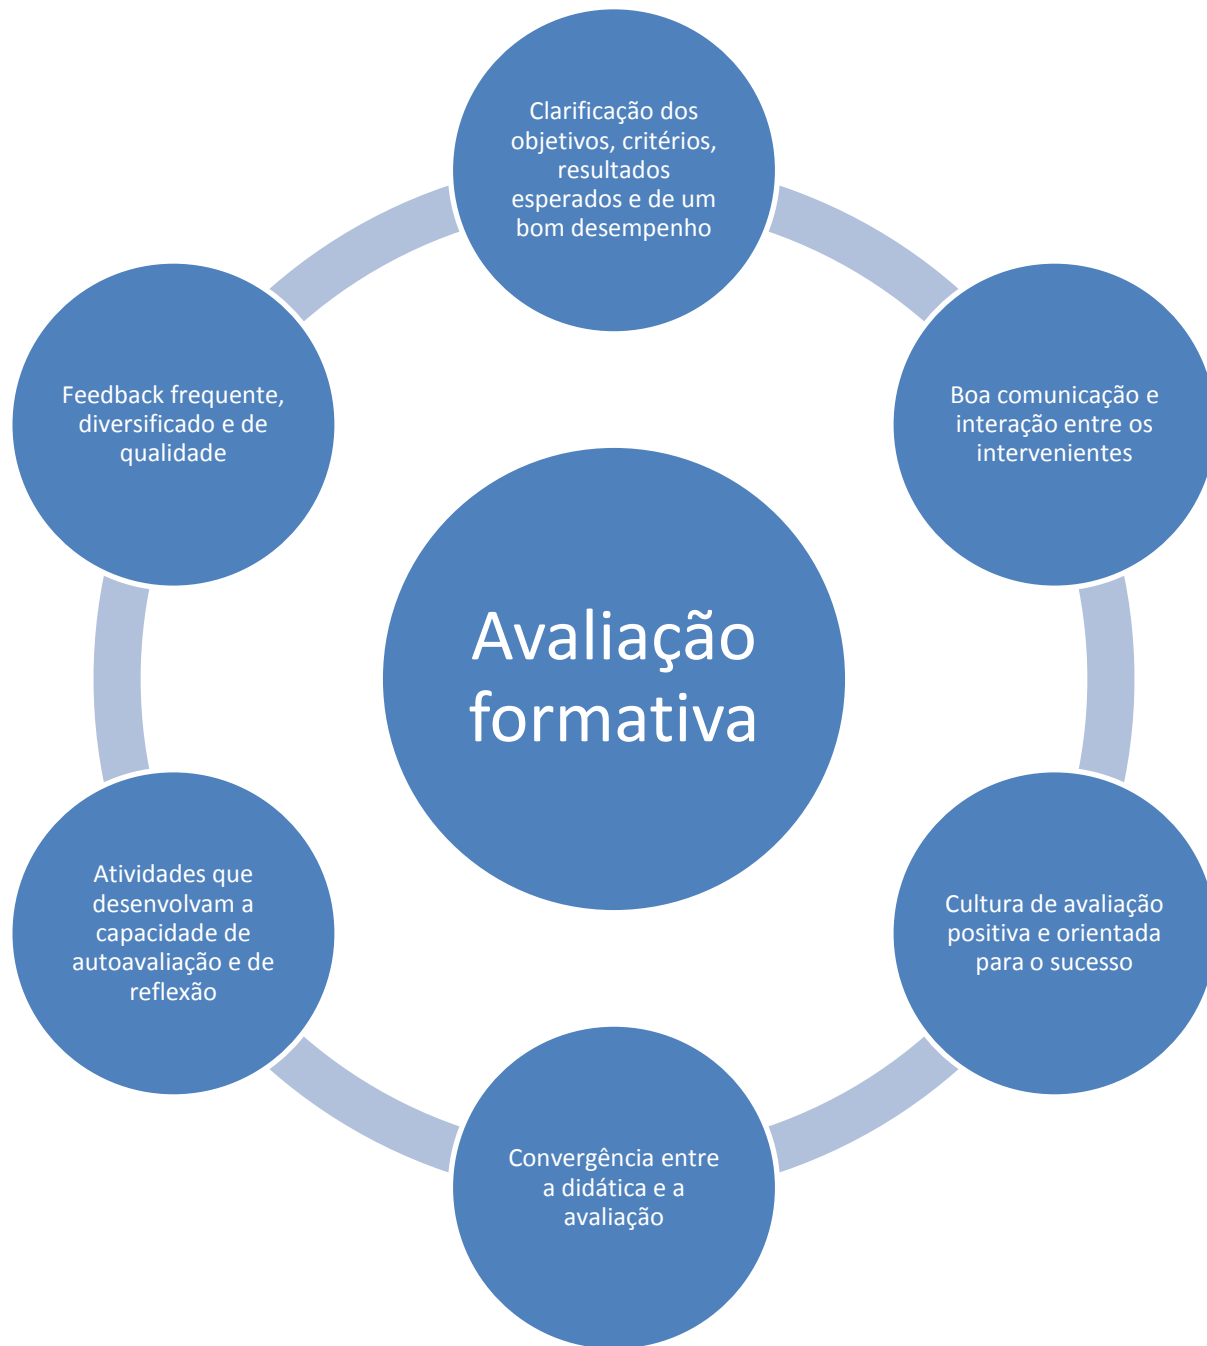 Clarificação dos
objetivos, critérios,
resultados
esperados e de um
bom desempenho
Boa comunicação e
interação entre os
intervenientes
Cultura de avaliação
positiva e orientada
para o sucesso
Convergência entre
a didática e a
avaliação
Atividades que
desenvolvam a
capacidade de
autoavaliação e de
reflexão
Feedback frequente,
diversificado e de
qualidade
Avaliação
formativa